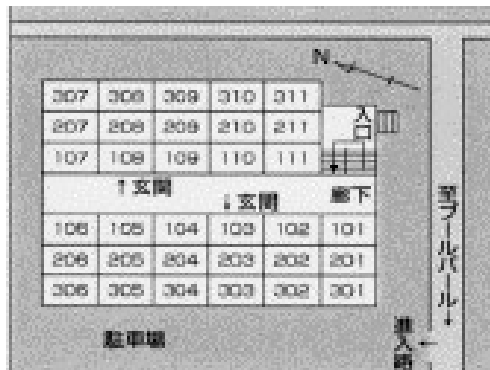 N
307 308 309 310 311
207 208 209 210 211
107 108 109 110 111
入口
↑玄関
↓玄関
廊下
106 105 104 103 102 101
206 205 204 203 202 201
306 305 304 303 302 301
駐車場
至プールバール→
進入路
←